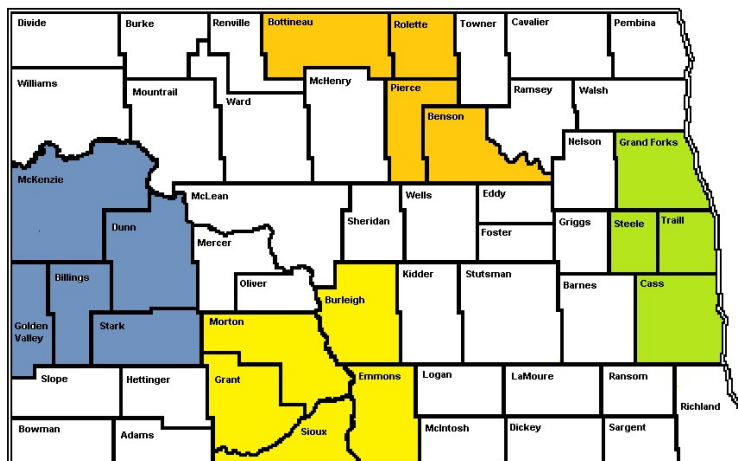 Divide
Burke
Renville
Bottineau
Rolette
Towner
Cavalier
Pembina
Williams
Mountrail
Ward
McHenry
Pierce
Benson
Ramsey
Walsh
Nelson
Grand Forks
McKenzie
Dunn
McLean
Mercer
Oliver
Sheridan
Wells
Eddy
Foster
Griggs
Steele
Traill
Billings
Golden
Valley
Stark
Morton
Burleigh
Kidder
Stutsman
Barnes
Cass
Slope
Hettinger
Grant
Emmons
Logan
LaMoure
Ransom
Richland
Bowman
Adams
Sioux
McIntosh
Dickey
Sargent